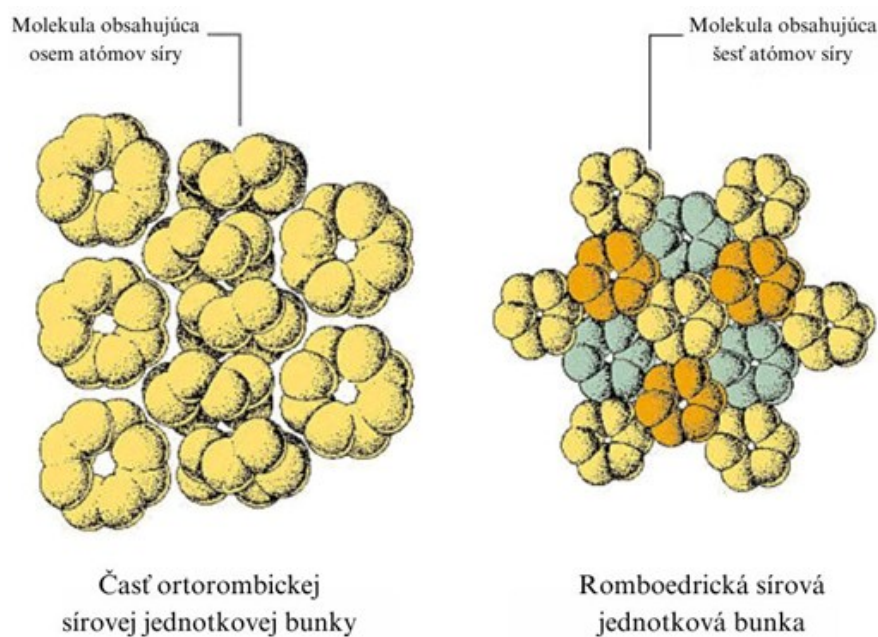 Molekula obsahujúca
osem atómov síry
Molekula obsahujúca
šesť atómov síry
Časť ortorombickej
sírovej jednotkovej bunky
Romboedrická sírová
jednotková bunka